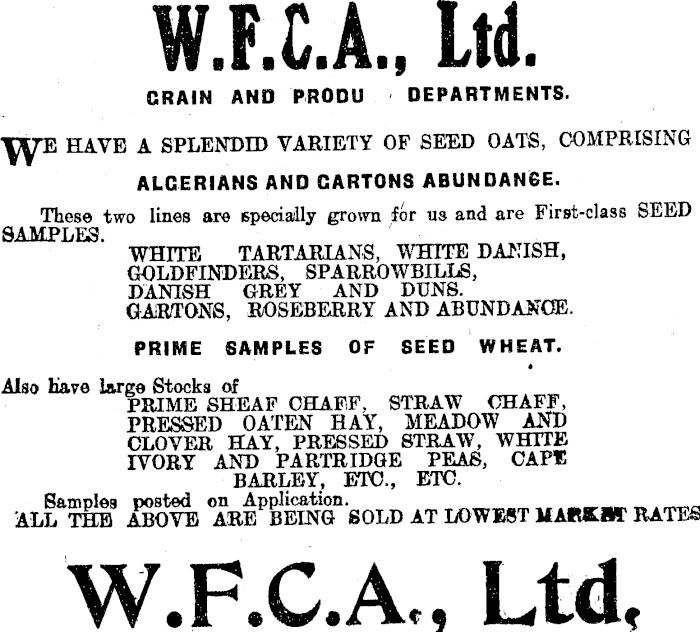 W.F.C.A., Ltd.
GRAIN AND PRODU DEPARTMENTS.
WE HAVE A SPLENDID VARIETY OF SEED OATS, COMPRISING
ALGERIANS AND GARTONS ABUNDANCE.
These two lines are specially grown for us and are First-class SEED
SAMPLES.
WHITE TARTARIANS, WHITE DANISH,
GOLDFINDERS, SPARROWBILLS,
DANISH GREY AND DUNS.
GARTONS, ROSEBERRY AND ABUNDANCE.
PRIME SAMPLES OF SEED WHEAT.
Also have large Stocks of
PRIME SHEAF CHAFF, STRAW CHAFF,
PRESSED OATEN HAY, MEADOW AND
CLOVER HAY, PRESSED STRAW, WHITE
IVORY AND PARTRIDGE PEAS, CAPE
BARLEY, ETC., ETC.
Samples posted on Application.
ALL THE ABOVE ARE BEING SOLD AT LOWEST MARKET RATES
W.F.C.A., Ltd,